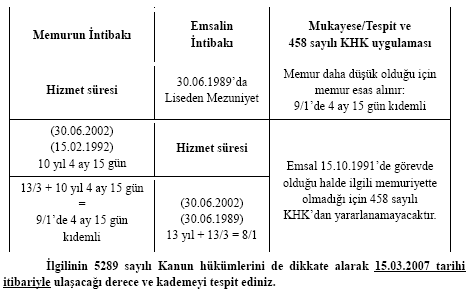 Memurun İntibakı
Emsalin
İntibakı
Mukayese/Tespit ve
458 sayılı KHK uygulaması
Hizmet süresi
30.06.1989'da
Liseden Mezuniyet
Memur daha düşük olduğu için
memur esas alınır:
9/1'de 4 ay 15 gün kıdemli
(30.06.2002)
(15.02.1992)
10 yıl 4 ay 15 gün
Hizmet süresi
13/3 + 10 yıl 4 ay 15 gün
=
9/1'de 4 ay 15 gün
kıdemli
(30.06.2002)
(30.06.1989)
13 yıl + 13/3 = 8/1
Emsal 15.10.1991'de görevde
olduğu halde ilgili memuriyette
olmadığı için 458 sayılı
KHK'dan yararlanamayacaktır.
İlgilinin 5289 sayılı Kanun hükümlerini de dikkate alarak 15.03.2007 tarihi
itibariyle ulaşacağı derece ve kademeyi tespit ediniz.